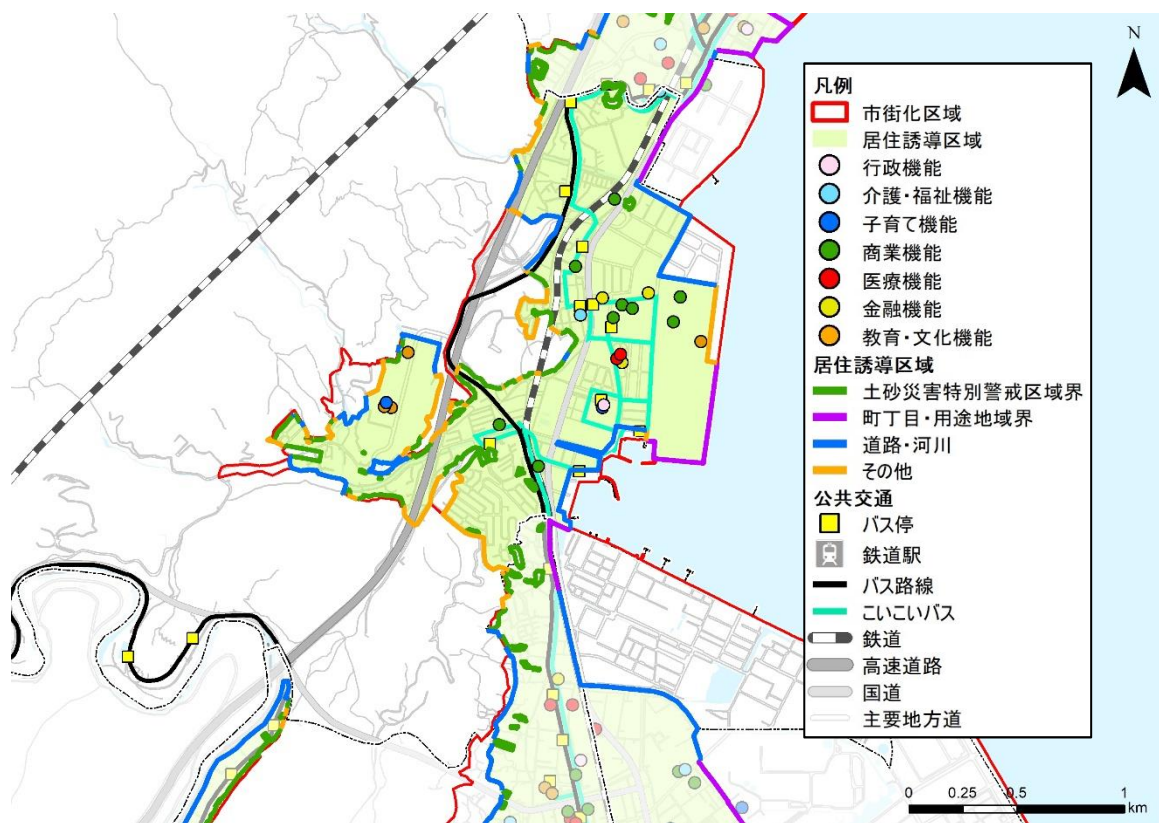 N
凡例
市街化区域
居住誘導区域
行政機能
介護・福祉機能
子育て機能
商業機能
医療機能
金融機能
教育・文化機能
居住誘導区域
土砂災害特別警戒区域界
町丁目・用途地域界
道路・河川
その他
公共交通
バス停
鉄道駅
バス路線
こいこいバス
鉄道
高速道路
国道
主要地方道
0 0.25 0.5 1
km